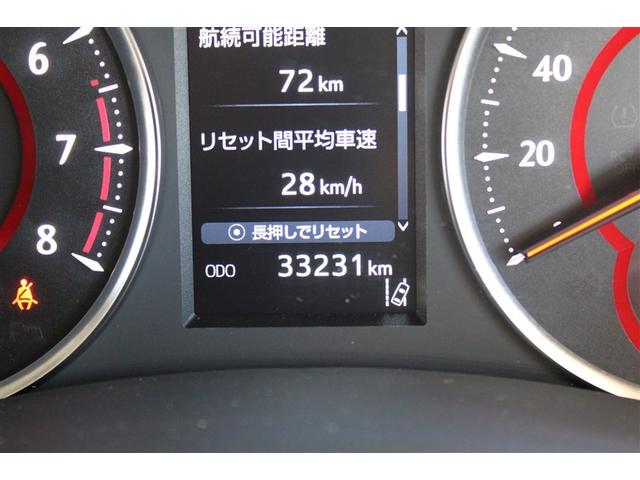 航続可能距離
72 km
リセット間平均車速
28 km/h
長押しでリセット
ODO 33231 km
6
7
8
40
20